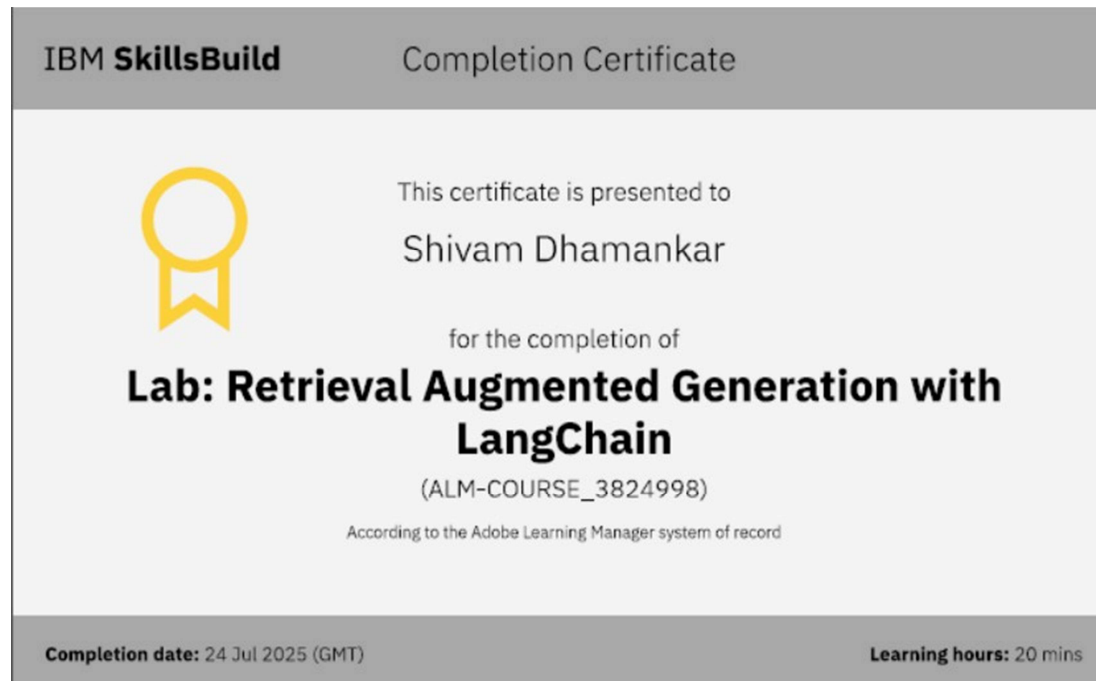 IBM SkillsBuild
Completion Certificate
This certificate is presented to
Shivam Dhamankar
for the completion of
Lab: Retrieval Augmented Generation with
LangChain
(ALM-COURSE_3824998)
According to the Adobe Learning Manager system of record
Completion date: 24 Jul 2025 (GMT)
Learning hours: 20 mins